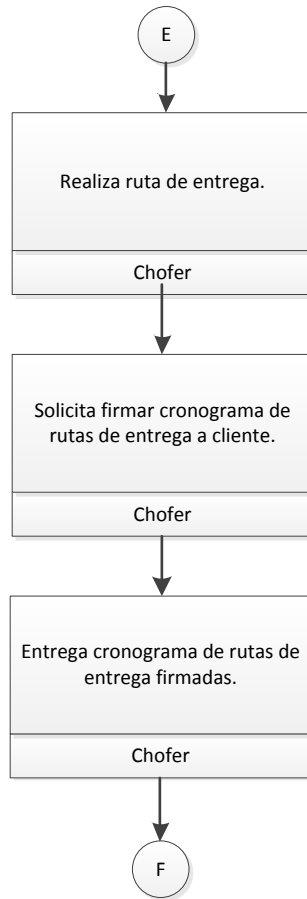 E
Realiza ruta de entrega.
Chofer
Solicita firmar cronograma de
rutas de entrega a cliente.
Chofer
Entrega cronograma de rutas de
entrega firmadas.
Chofer
F